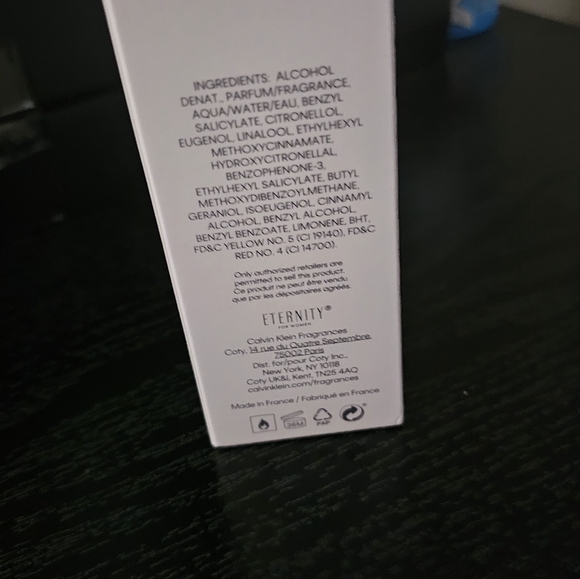 INGREDIENTS: ALCOHOL
DENAT., PARFUM/FRAGRANCE,
AQUA/WATER/EAU, BENZYL
SALICYLATE, CITRONELLOL,
EUGENOL, LINALOOL, ETHYLHEXYL
METHOXYCINNAMATE,
HYDROXYCITRONELLAL,
BENZOPHENONE-3,
ETHYLHEXYL SALICYLATE, BUTYL
METHOXYDIBENZOYLMETHANE,
GERANIOL, ISOEUGENOL, CINNAMYL
ALCOHOL, BENZYL ALCOHOL,
BENZYL BENZOATE, LIMONENE, BHT,
FD&C YELLOW NO. 5 (CI 19140), FD&C
RED NO. 4 (CI 14700).
Only authorized retailers are
permitted to sell this product.
Ce produit ne peut être vendu
que par les dépositaires agréés.
ETERNITY®
FOR WOMEN
Calvin Klein Fragrances
Coty, 14 rue du Quatre Septembre
75002 Paris
Dist. for/pour Coty Inc.,
New York, NY 10118
Coty UK&I, Kent, TN25 4AQ
calvinklein.com/fragrances
Made in France / Fabriqué en France
36M
PAP